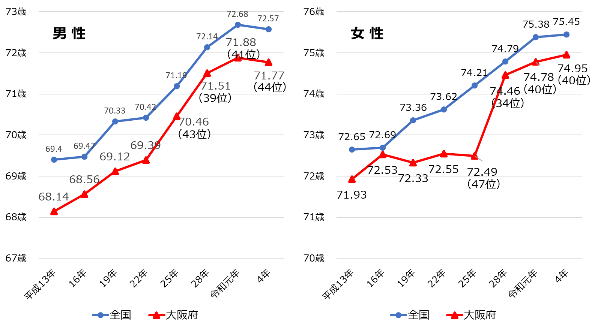 男 性
73歳
72歳
71歳
70歳
69歳
68歳
67歳
69.4
69.47
70.33
70.42
71.19
72.14
72.68
72.57
68.14
68.56
69.12
69.39
70.46
(43位)
71.51
(39位)
71.88
(41位)
71.77
(44位)
平成13年
16年
19年
22年
25年
28年
令和元年
4年
全国
大阪府
女 性
76歳
75歳
74歳
73歳
72歳
71歳
70歳
72.65
72.69
73.36
73.62
74.21
74.79
75.38
75.45
71.93
72.53
72.33
72.55
72.49
(47位)
74.46
(34位)
74.78
(40位)
74.95
(40位)
平成13年
16年
19年
22年
25年
28年
令和元年
4年
全国
大阪府